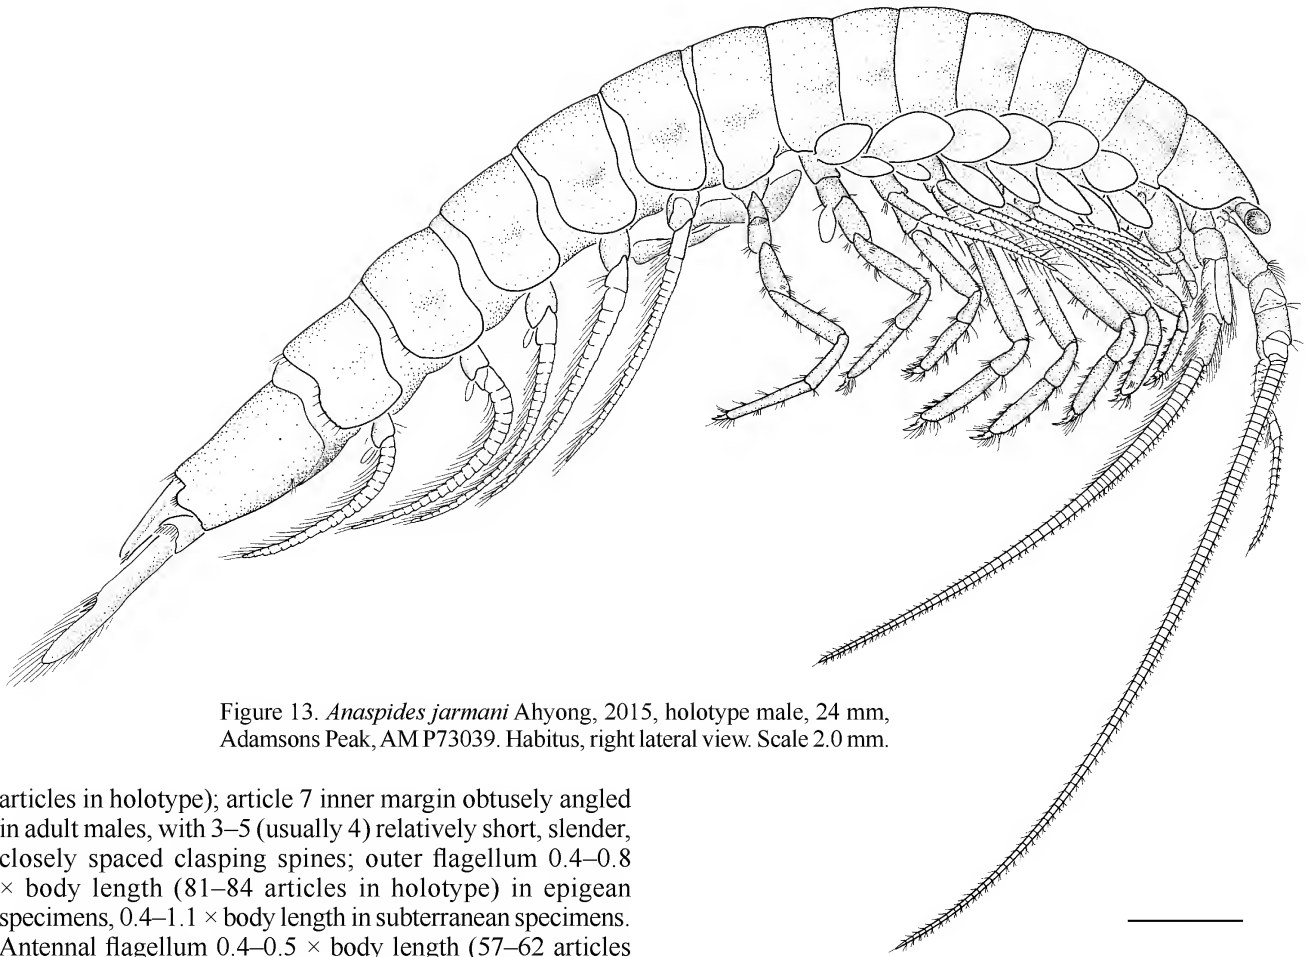 Figure 13. Anaspides jarmani Ahyong, 2015, holotype male, 24 mm,
Adamsons Peak, AM P73039. Habitus, right lateral view. Scale 2.0 mm.
articles in holotype); article 7 inner margin obtusely angled
in adult males, with 3–5 (usually 4) relatively short, slender,
closely spaced clasping spines; outer flagellum 0.4–0.8
× body length (81–84 articles in holotype) in epigean
specimens, 0.4–1.1 × body length in subterranean specimens.
Antennal flagellum 0.4–0.5 × body length (57–62 articles